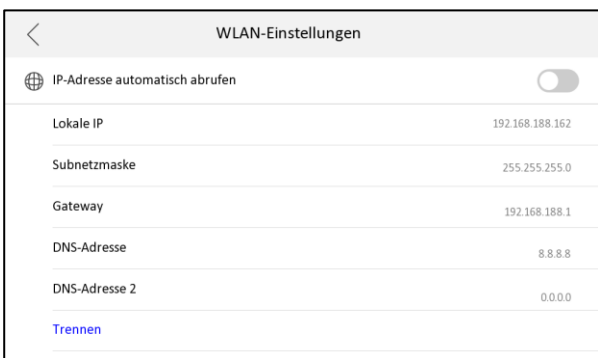 WLAN-Einstellungen
IP-Adresse automatisch abrufen
Lokale IP 192.168.188.162
Subnetzmaske 255.255.255.0
Gateway 192.168.188.1
DNS-Adresse 8.8.8.8
DNS-Adresse 2 0.0.0.0
Trennen